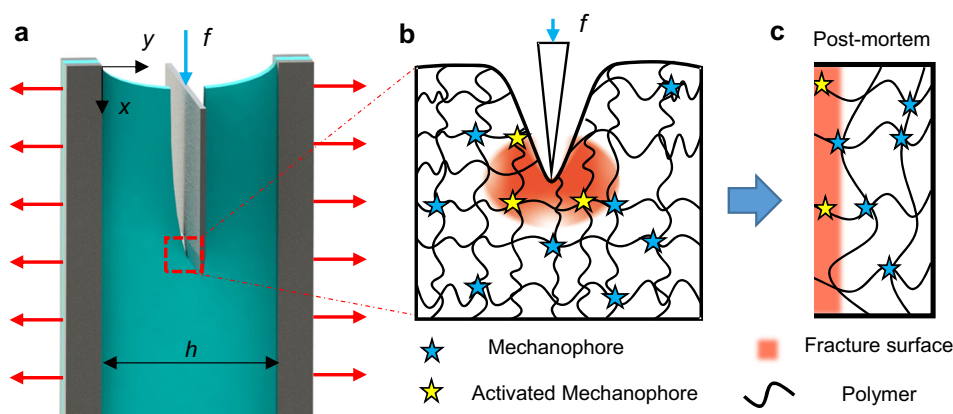 a
y
f
x
h
b
f
c
Post-mortem
Mechanophore
Activated Mechanophore
Fracture surface
Polymer